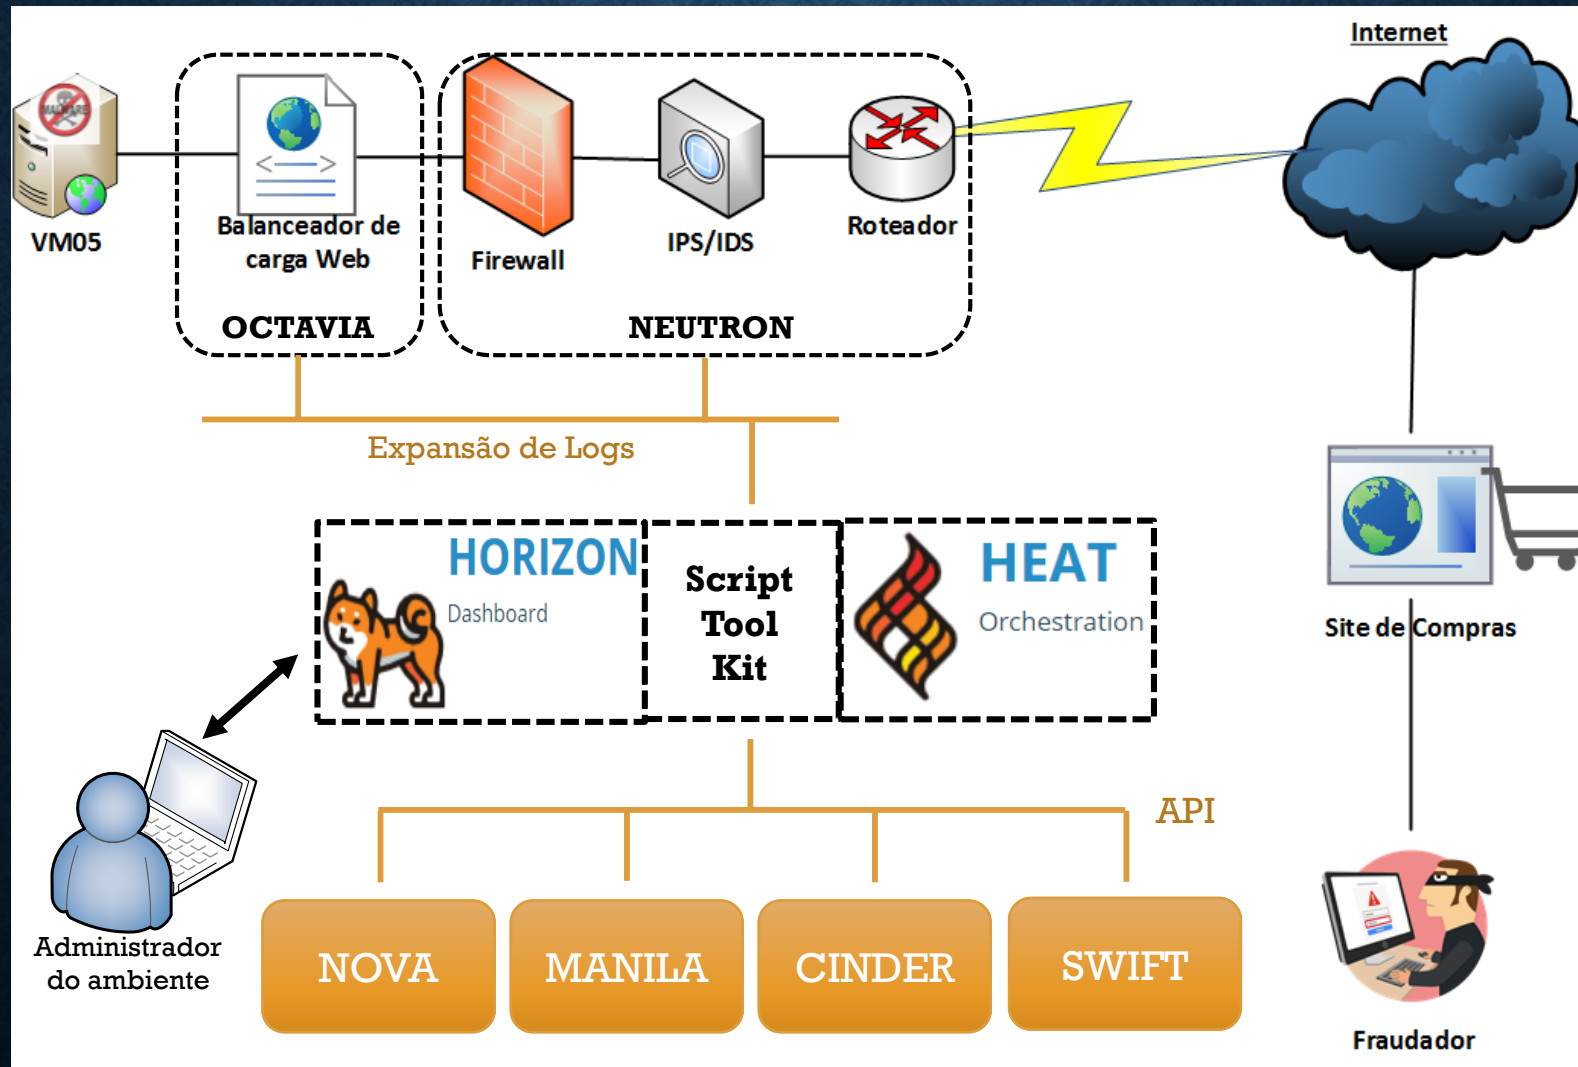 Internet
MALWARE
VM05
Balanceador de
carga Web
Firewall
IPS/IDS
Roteador
OCTAVIA
NEUTRON
Expansão de Logs
HORIZON
Dashboard
Script
Tool
Kit
HEAT
Orchestration
Site de Compras
API
Administrador
do ambiente
NOVA
MANILA
CINDER
SWIFT
Fraudador